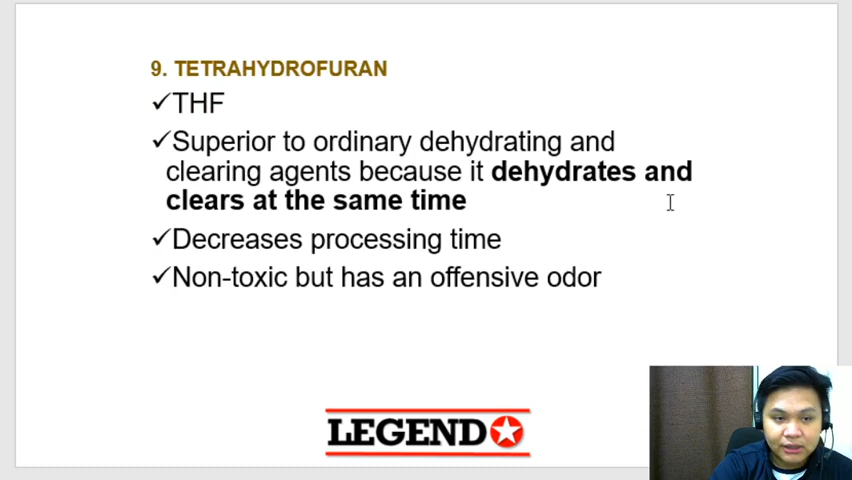 9. TETRAHYDROFURAN
✓THF
✓Superior to ordinary dehydrating and
clearing agents because it dehydrates and
clears at the same time
✓Decreases processing time
✓Non-toxic but has an offensive odor
LEGEND